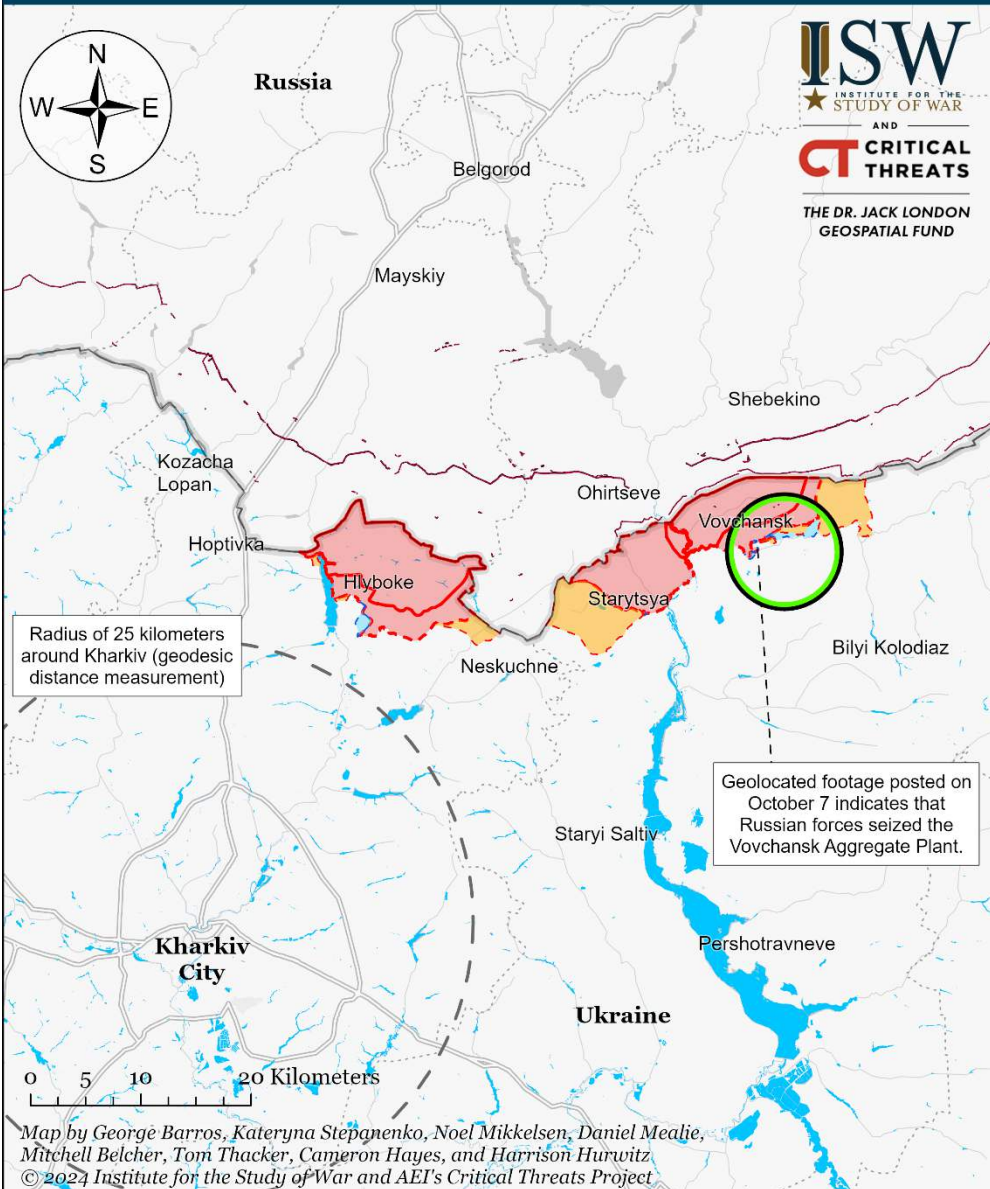 N
W
E
S
Russia
ISW
INSTITUTE FOR THE
STUDY OF WAR
AND
CT CRITICAL
THREATS
THE DR. JACK LONDON
GEOSPATIAL FUND
Belgorod
Mayskiy
Shebekino
Kozacha
Lopan
Ohirtseve
Vovchansk
Hoptivka
Hlyboke
Starytsya
Radius of 25 kilometers
around Kharkiv (geodesic
distance measurement)
Neskuchne
Bilyi Kolodiaz
Geolocated footage posted on
October 7 indicates that
Russian forces seized the
Vovchansk Aggregate Plant.
Staryi Saltiv
Kharkiv
City
Pershotravneve
Ukraine
0 5 10 20 Kilometers
Map by George Barros, Kateryna Stepanenko, Noel Mikkelsen, Daniel Mealie,
Mitchell Belcher, Tom Thacker, Cameron Hayes, and Harrison Hurwitz
© 2024 Institute for the Study of War and AEI's Critical Threats Project